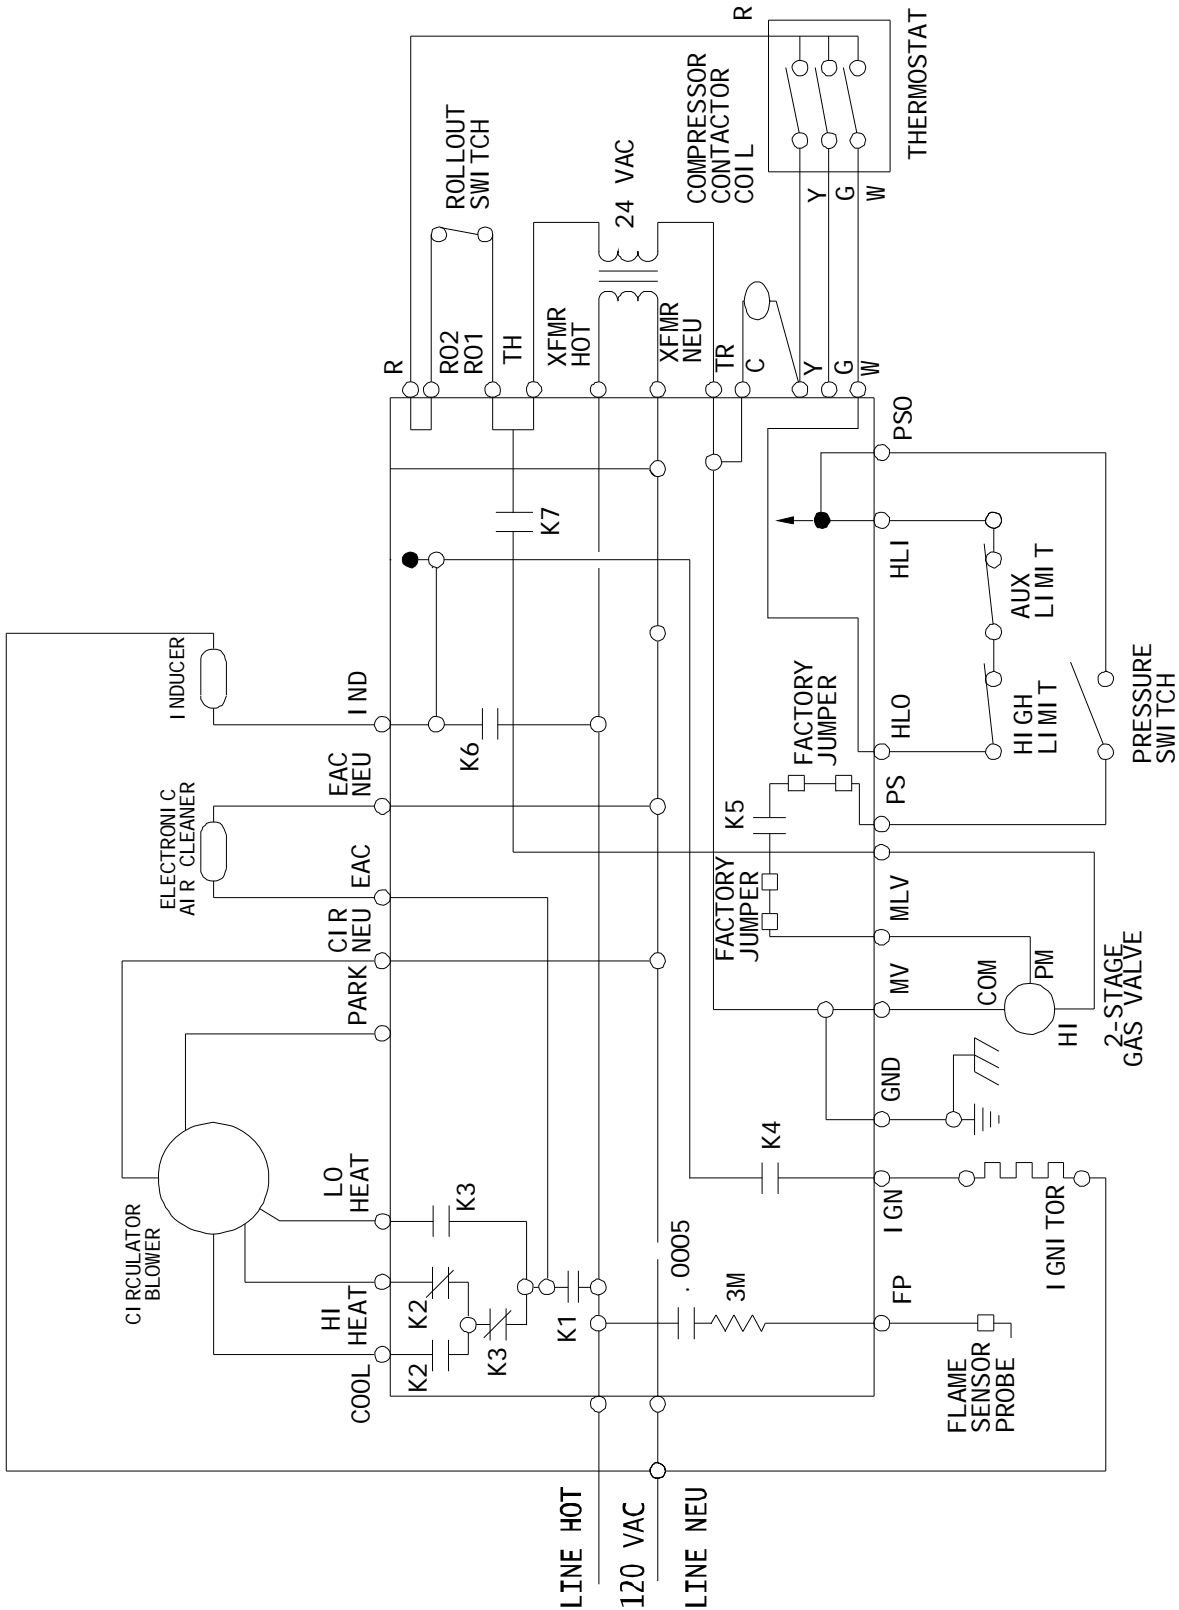 INDUCER
ELECTRONIC
AIR CLEANER
CIRCULATOR
BLOWER
COOL
HI
HEAT
LO
HEAT
PARK
CIR
NEU
EAC
EAC
NEU
IND
K2
K2
K3
K3
K1
K6
K7
R
RO2
RO1
TH
XFMR
HOT
XFMR
NEU
TR
C
Y
G
W
ROLLOUT
SWITCH
24 VAC
COMPRESSOR
CONTACTOR
COIL
R
Y
G
W
THERMOSTAT
LINE HOT
120 VAC
LINE NEU
.0005
3M
K4
K5
FACTORY
JUMPER
FACTORY
JUMPER
FP
IGN
GND
MV
MLV
PS
HLO
HLI
PSO
FLAME
SENSOR
PROBE
IGNITOR
COM
PM
HI
2-STAGE
GAS VALVE
HIGH
LIMIT
AUX
LIMIT
PRESSURE
SWITCH